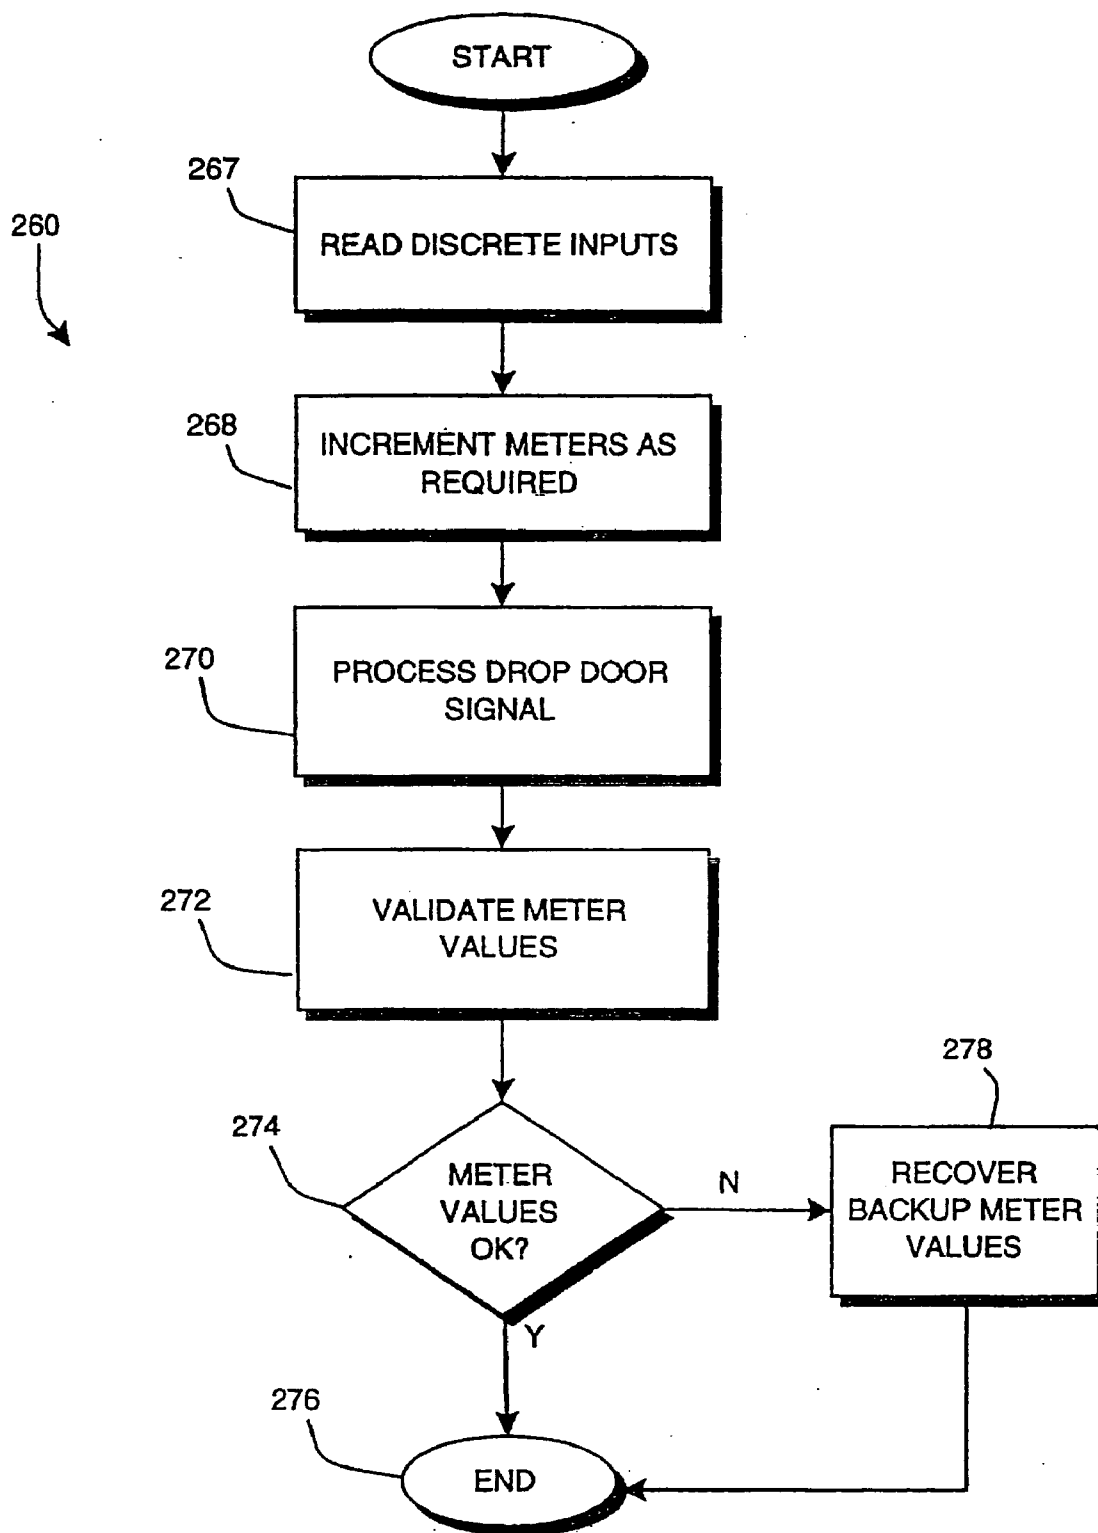 START
267
260
READ DISCRETE INPUTS
268
INCREMENT METERS AS
REQUIRED
270
PROCESS DROP DOOR
SIGNAL
272
VALIDATE METER
VALUES
274
METER
VALUES
OK?
N
278
RECOVER
BACKUP METER
VALUES
Y
276
END